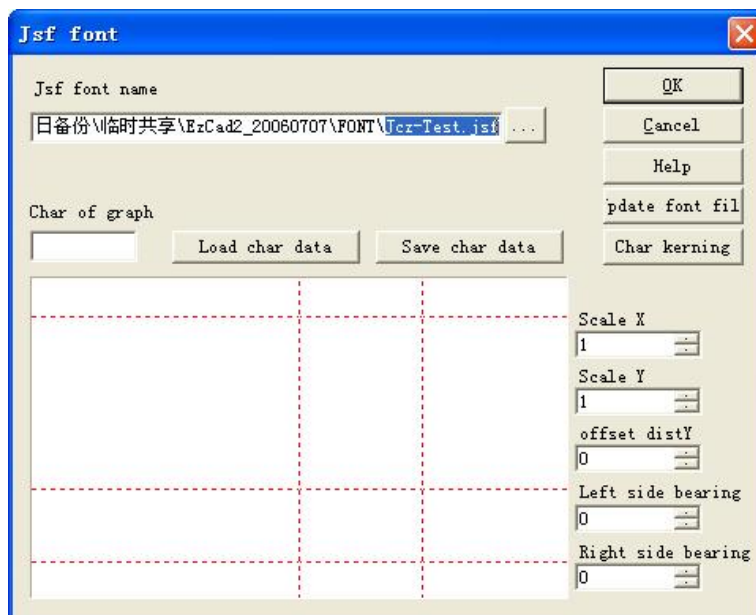 Jsf font
Jsf font name
日备份\临时共享\EzCad2_20060707\FONT\Jcz-Test.jsf
...
OK
Cancel
Help
Char of graph
pdate font fil
Load char data
Save char data
Char kerning
Scale X
1
Scale Y
1
offset distY
0
Left side bearing
0
Right side bearing
0